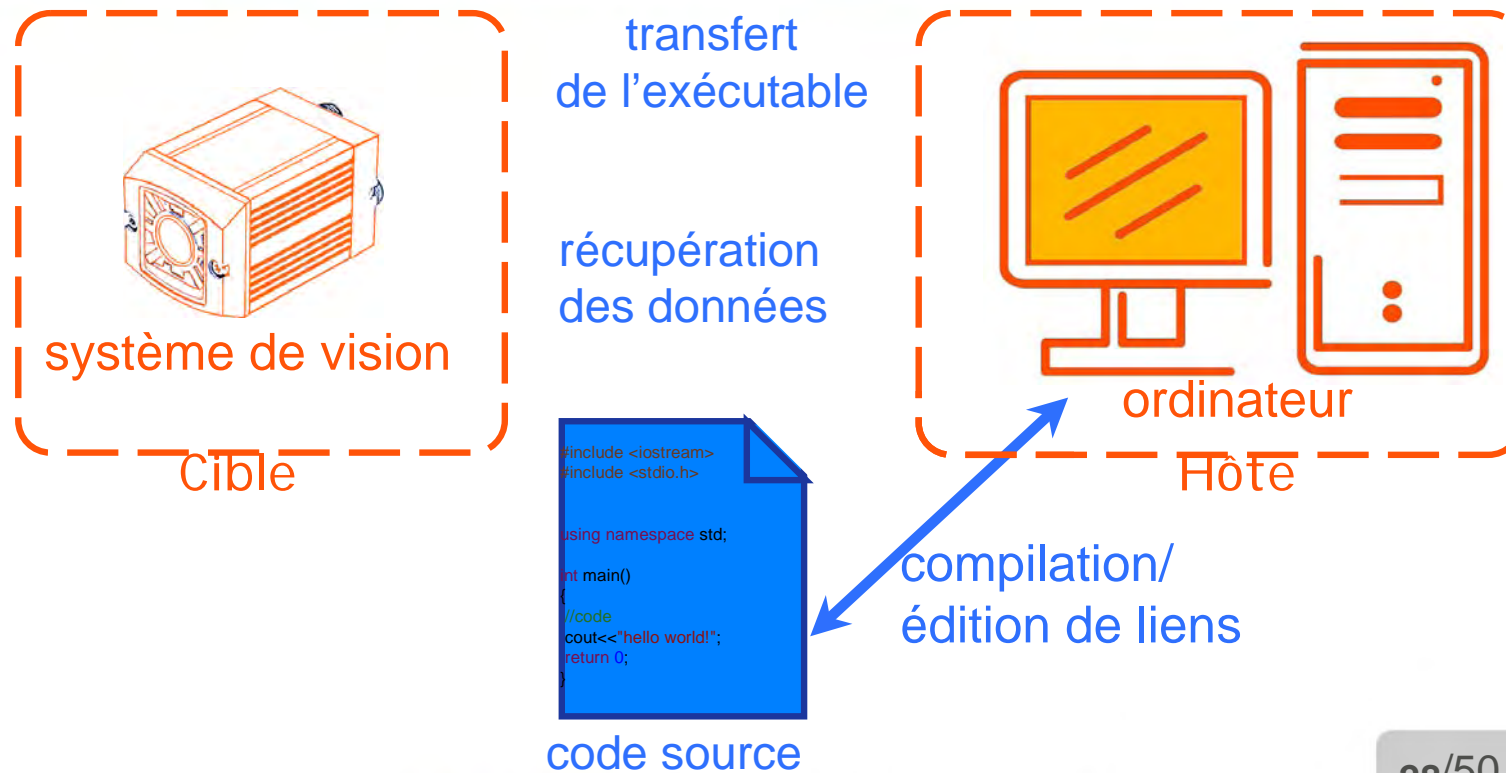 transfert
de l’exécutable
récupération
des données
système de vision
Cible
ordinateur
Hôte
#include <iostream>
#include <stdio.h>
using namespace std;
int main()
{
//code
cout<<"hello world!";
return 0;
}
compilation/
édition de liens
code source
/50